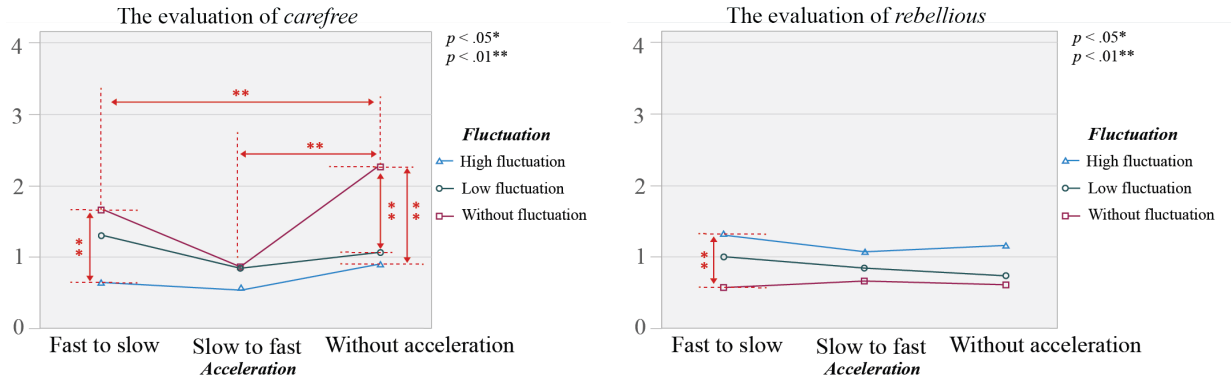 The evaluation of carefree
p < .05*
p < .01**
4
3
2
1
0
**
**
**
**
**
Fluctuation
High fluctuation
Low fluctuation
Without fluctuation
Fast to slow
Slow to fast
Without acceleration
Acceleration
The evaluation of rebellious
p < .05*
p < .01**
4
3
2
1
0
**
Fluctuation
High fluctuation
Low fluctuation
Without fluctuation
Fast to slow
Slow to fast
Without acceleration
Acceleration